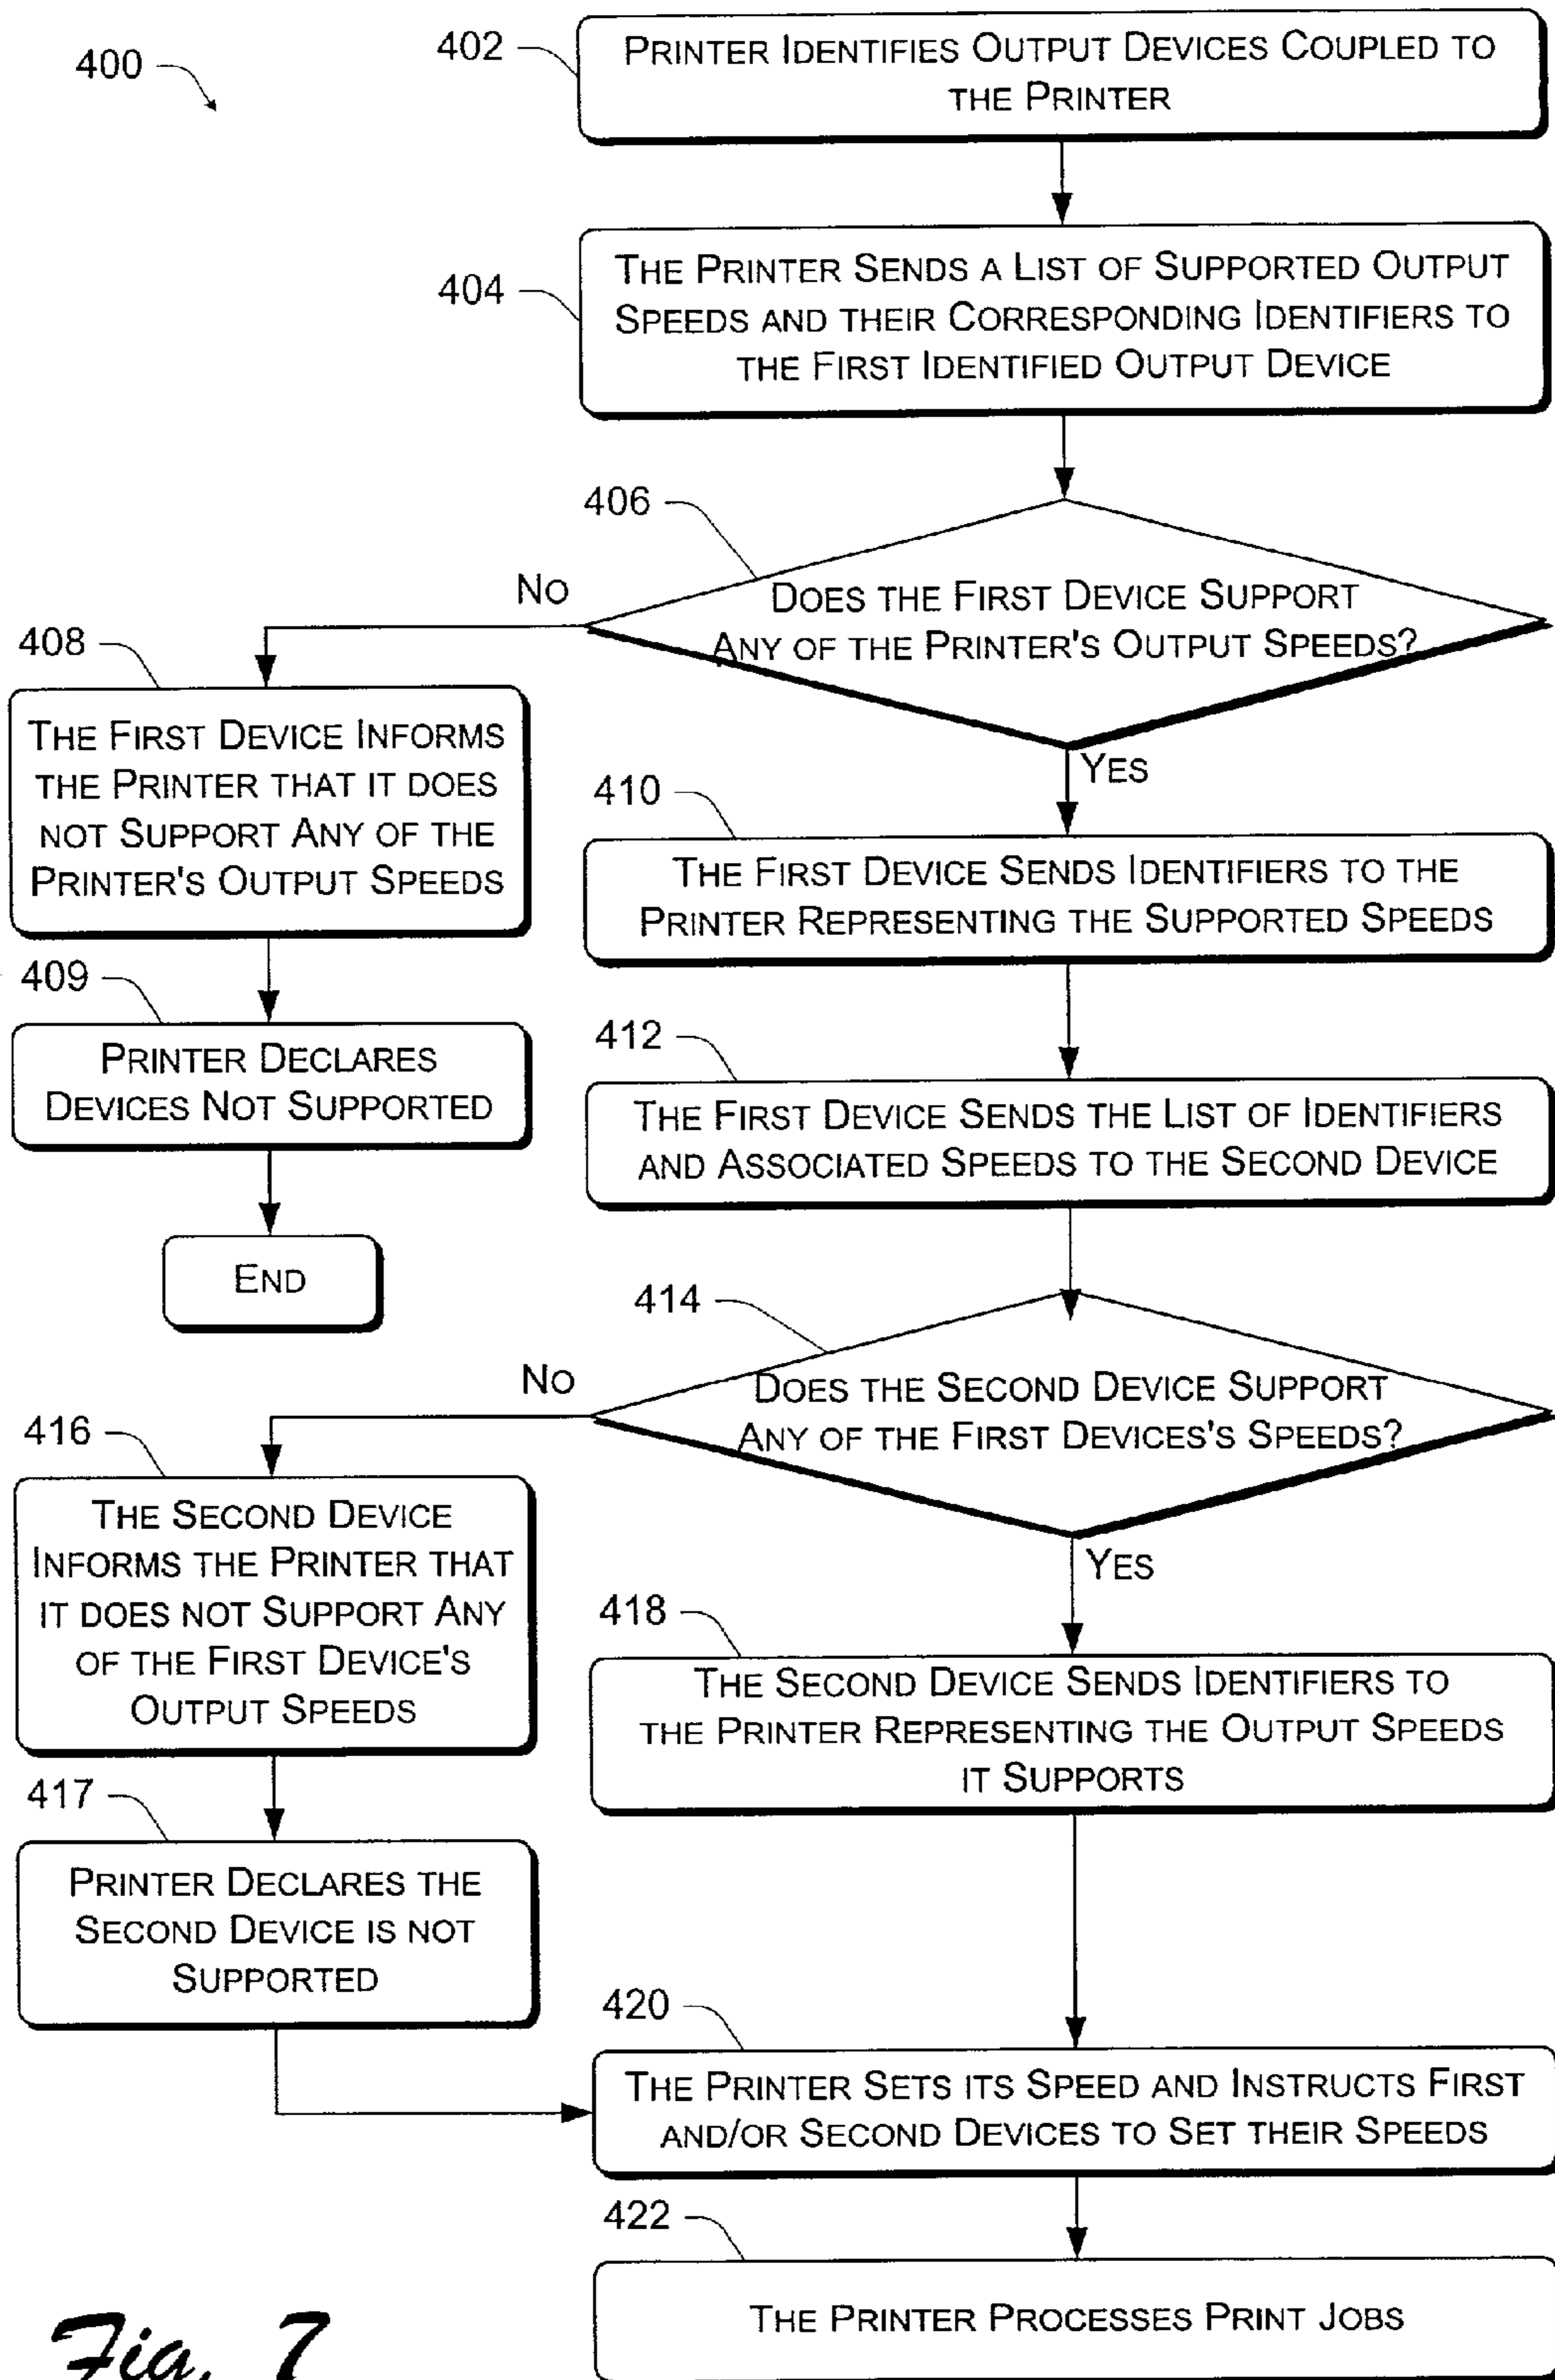 400
402
PRINTER IDENTIFIES OUTPUT DEVICES COUPLED TO
THE PRINTER
404
THE PRINTER SENDS A LIST OF SUPPORTED OUTPUT
SPEEDS AND THEIR CORRESPONDING IDENTIFIERS TO
THE FIRST IDENTIFIED OUTPUT DEVICE
406
DOES THE FIRST DEVICE SUPPORT
ANY OF THE PRINTER'S OUTPUT SPEEDS?
NO
YES
408
THE FIRST DEVICE INFORMS
THE PRINTER THAT IT DOES
NOT SUPPORT ANY OF THE
PRINTER'S OUTPUT SPEEDS
409
PRINTER DECLARES
DEVICES NOT SUPPORTED
END
410
THE FIRST DEVICE SENDS IDENTIFIERS TO THE
PRINTER REPRESENTING THE SUPPORTED SPEEDS
412
THE FIRST DEVICE SENDS THE LIST OF IDENTIFIERS
AND ASSOCIATED SPEEDS TO THE SECOND DEVICE
414
DOES THE SECOND DEVICE SUPPORT
ANY OF THE FIRST DEVICES'S SPEEDS?
NO
YES
416
THE SECOND DEVICE
INFORMS THE PRINTER THAT
IT DOES NOT SUPPORT ANY
OF THE FIRST DEVICE'S
OUTPUT SPEEDS
417
PRINTER DECLARES THE
SECOND DEVICE IS NOT
SUPPORTED
418
THE SECOND DEVICE SENDS IDENTIFIERS TO
THE PRINTER REPRESENTING THE OUTPUT SPEEDS
IT SUPPORTS
420
THE PRINTER SETS ITS SPEED AND INSTRUCTS FIRST
AND/OR SECOND DEVICES TO SET THEIR SPEEDS
422
THE PRINTER PROCESSES PRINT JOBS
Fig. 7